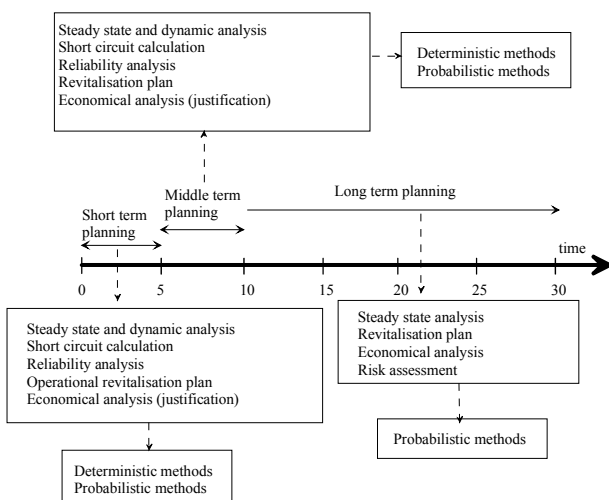 Steady state and dynamic analysis
Short circuit calculation
Reliability analysis
Revitalisation plan
Economical analysis (justification)
Deterministic methods
Probabilistic methods
Short term
planning
Middle term
planning
Long term planning
time
0 5 10 15 20 25 30
Steady state and dynamic analysis
Short circuit calculation
Reliability analysis
Operational revitalisation plan
Economical analysis (justification)
Deterministic methods
Probabilistic methods
Steady state analysis
Revitalisation plan
Economical analysis
Risk assessment
Probabilistic methods